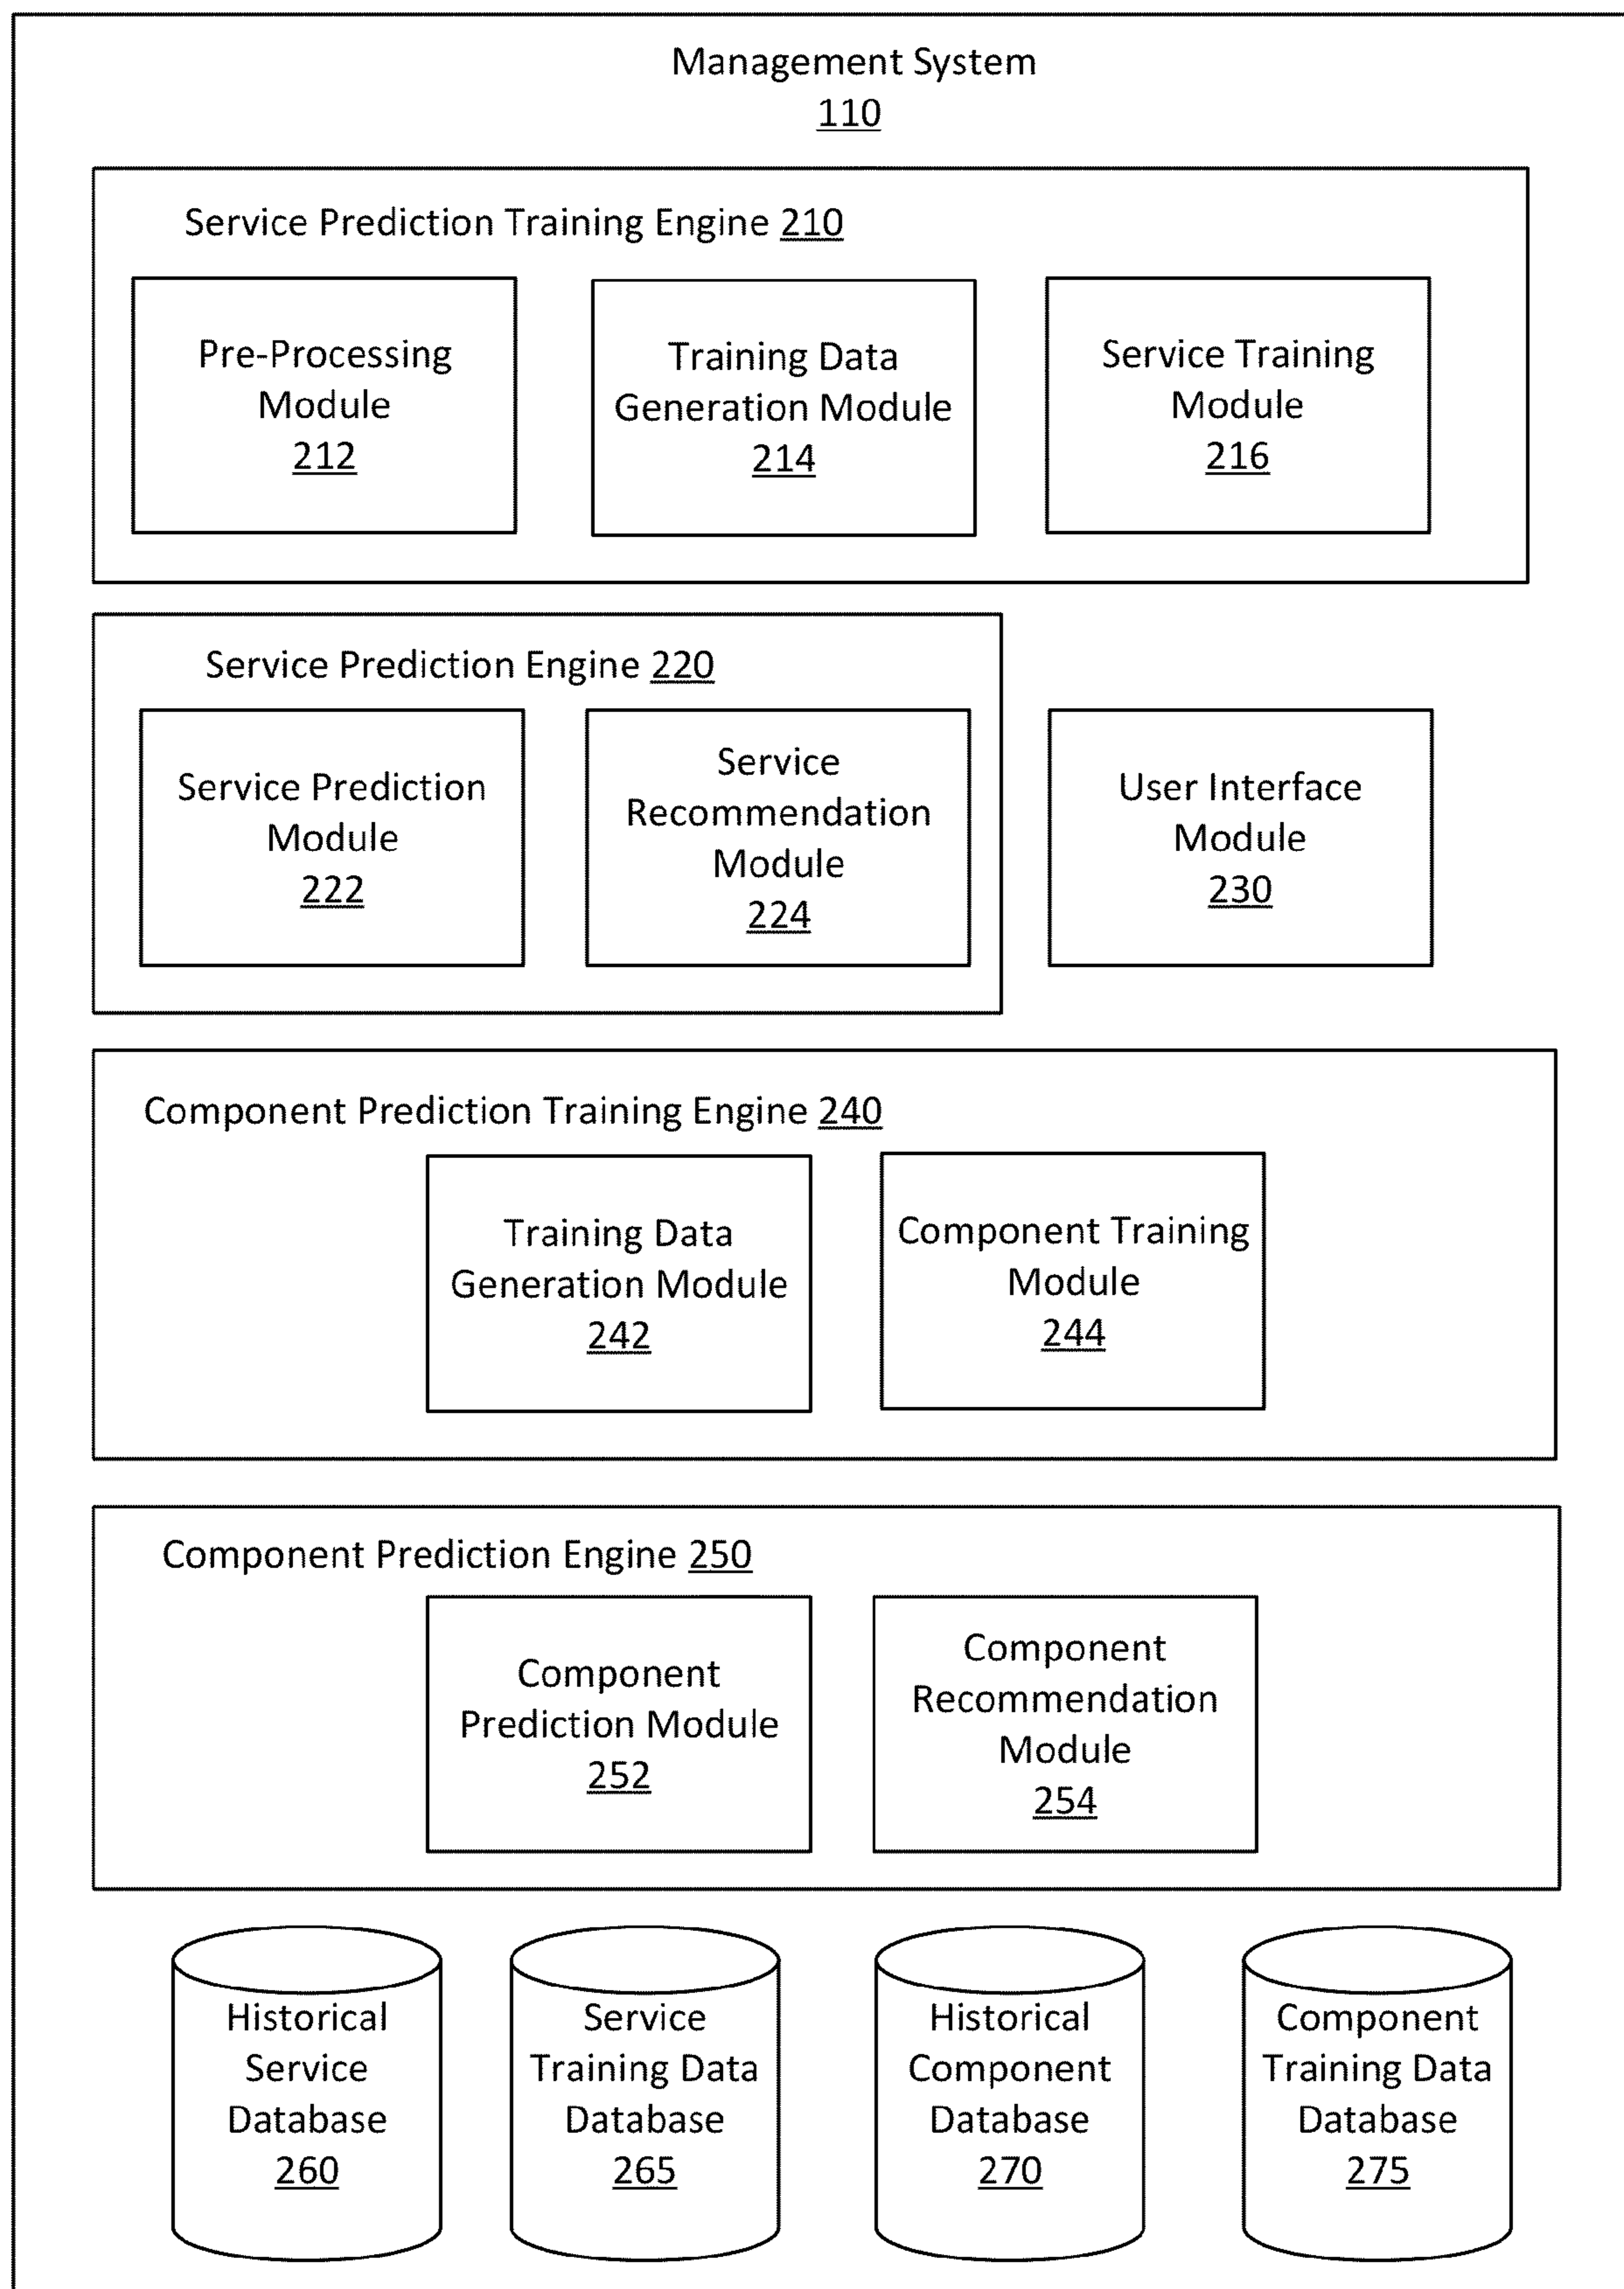 Management System
110
Service Prediction Training Engine 210
Pre-Processing
Module
212
Training Data
Generation Module
214
Service Training
Module
216
Service Prediction Engine 220
Service Prediction
Module
222
Service
Recommendation
Module
224
User Interface
Module
230
Component Prediction Training Engine 240
Training Data
Generation Module
242
Component Training
Module
244
Component Prediction Engine 250
Component
Prediction Module
252
Component
Recommendation
Module
254
Historical
Service
Database
260
Service
Training Data
Database
265
Historical
Component
Database
270
Component
Training Data
Database
275